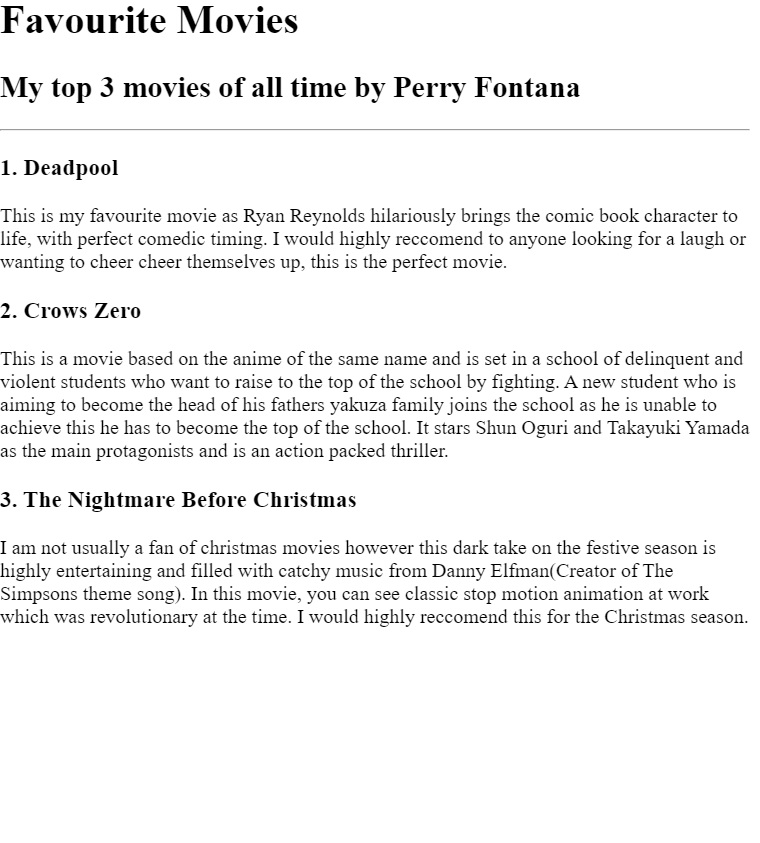 Favourite Movies
My top 3 movies of all time by Perry Fontana
1. Deadpool
This is my favourite movie as Ryan Reynolds hilariously brings the comic book character to
life, with perfect comedic timing. I would highly reccomend to anyone looking for a laugh or
wanting to cheer cheer themselves up, this is the perfect movie.
2. Crows Zero
This is a movie based on the anime of the same name and is set in a school of delinquent and
violent students who want to raise to the top of the school by fighting. A new student who is
aiming to become the head of his fathers yakuza family joins the school as he is unable to
achieve this he has to become the top of the school. It stars Shun Oguri and Takayuki Yamada
as the main protagonists and is an action packed thriller.
3. The Nightmare Before Christmas
I am not usually a fan of christmas movies however this dark take on the festive season is
highly entertaining and filled with catchy music from Danny Elfman(Creator of The
Simpsons theme song). In this movie, you can see classic stop motion animation at work
which was revolutionary at the time. I would highly reccomend this for the Christmas season.